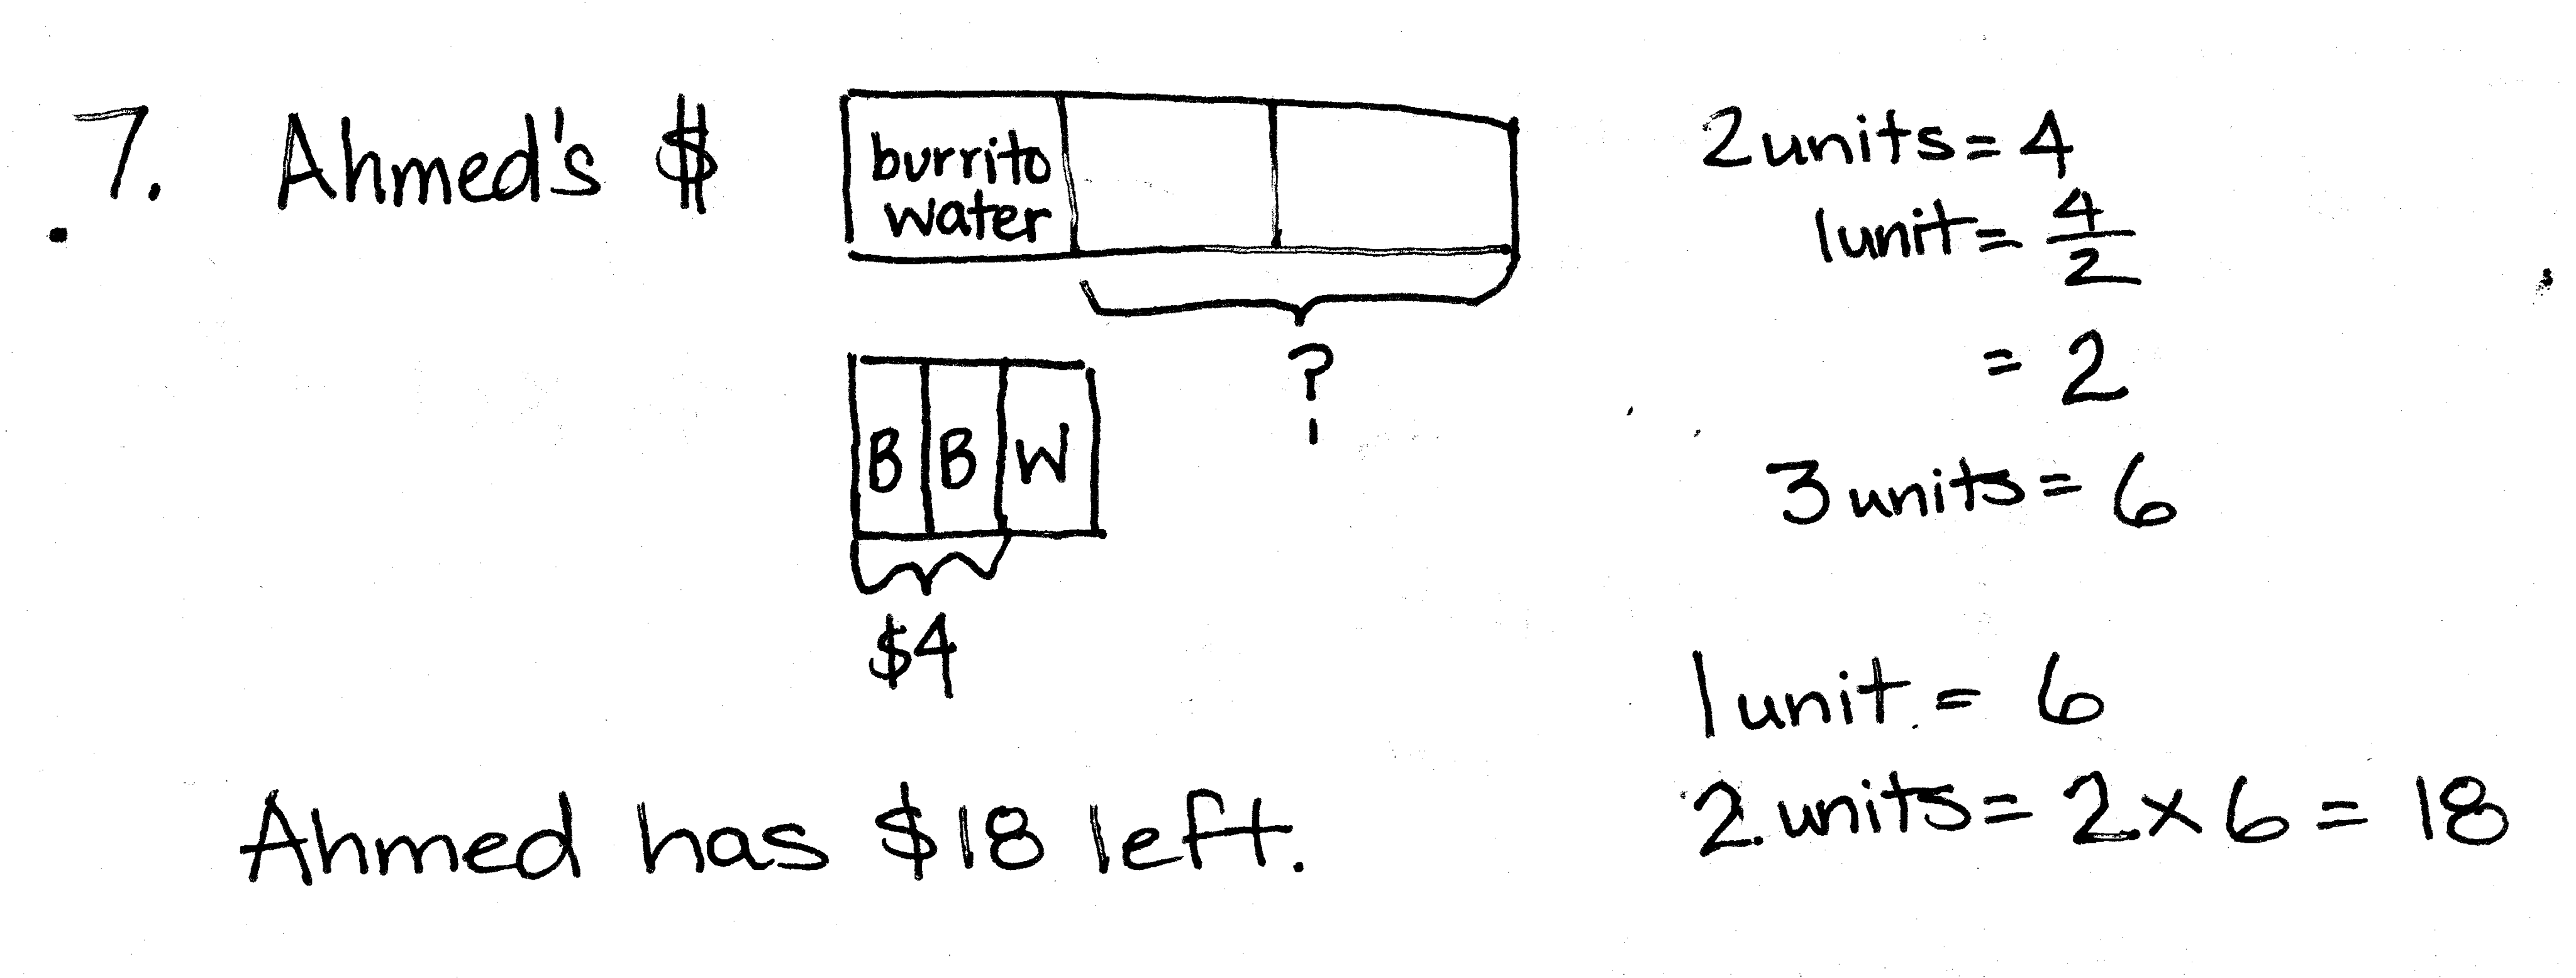 7. Ahmed's $
burrito
water
?
B B W
$4
2 units = 4
1 unit = 4/2
= 2
3 units = 6
1 unit = 6
2 units = 2 x 6 = 18
Ahmed has $18 left.